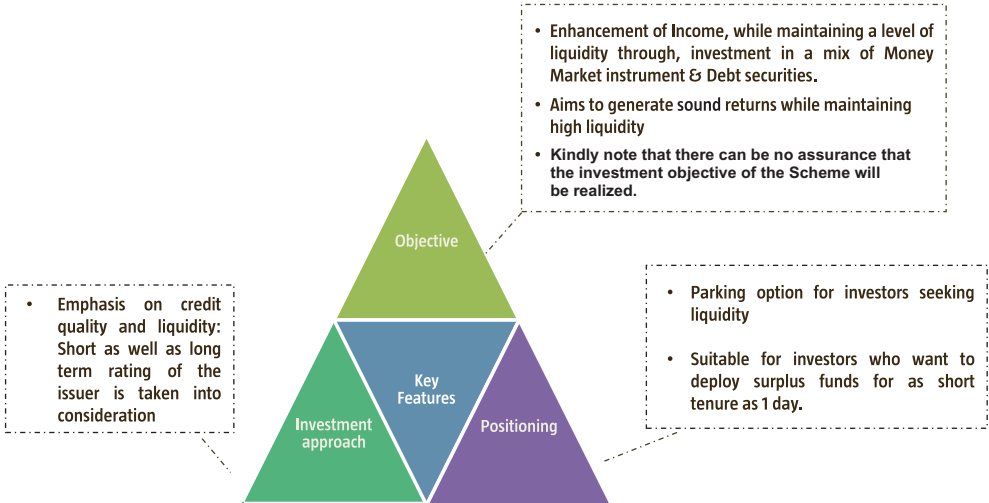 • Enhancement of Income, while maintaining a level of
liquidity through, investment in a mix of Money
Market instrument & Debt securities.
• Aims to generate sound returns while maintaining
high liquidity
• Kindly note that there can be no assurance that
the investment objective of the Scheme will
be realized.
Objective
• Emphasis on credit
quality and liquidity:
Short as well as long
term rating of the
issuer is taken into
consideration
• Parking option for investors seeking
liquidity
• Suitable for investors who want to
deploy surplus funds for as short
tenure as 1 day.
Key
Features
Investment
approach
Positioning